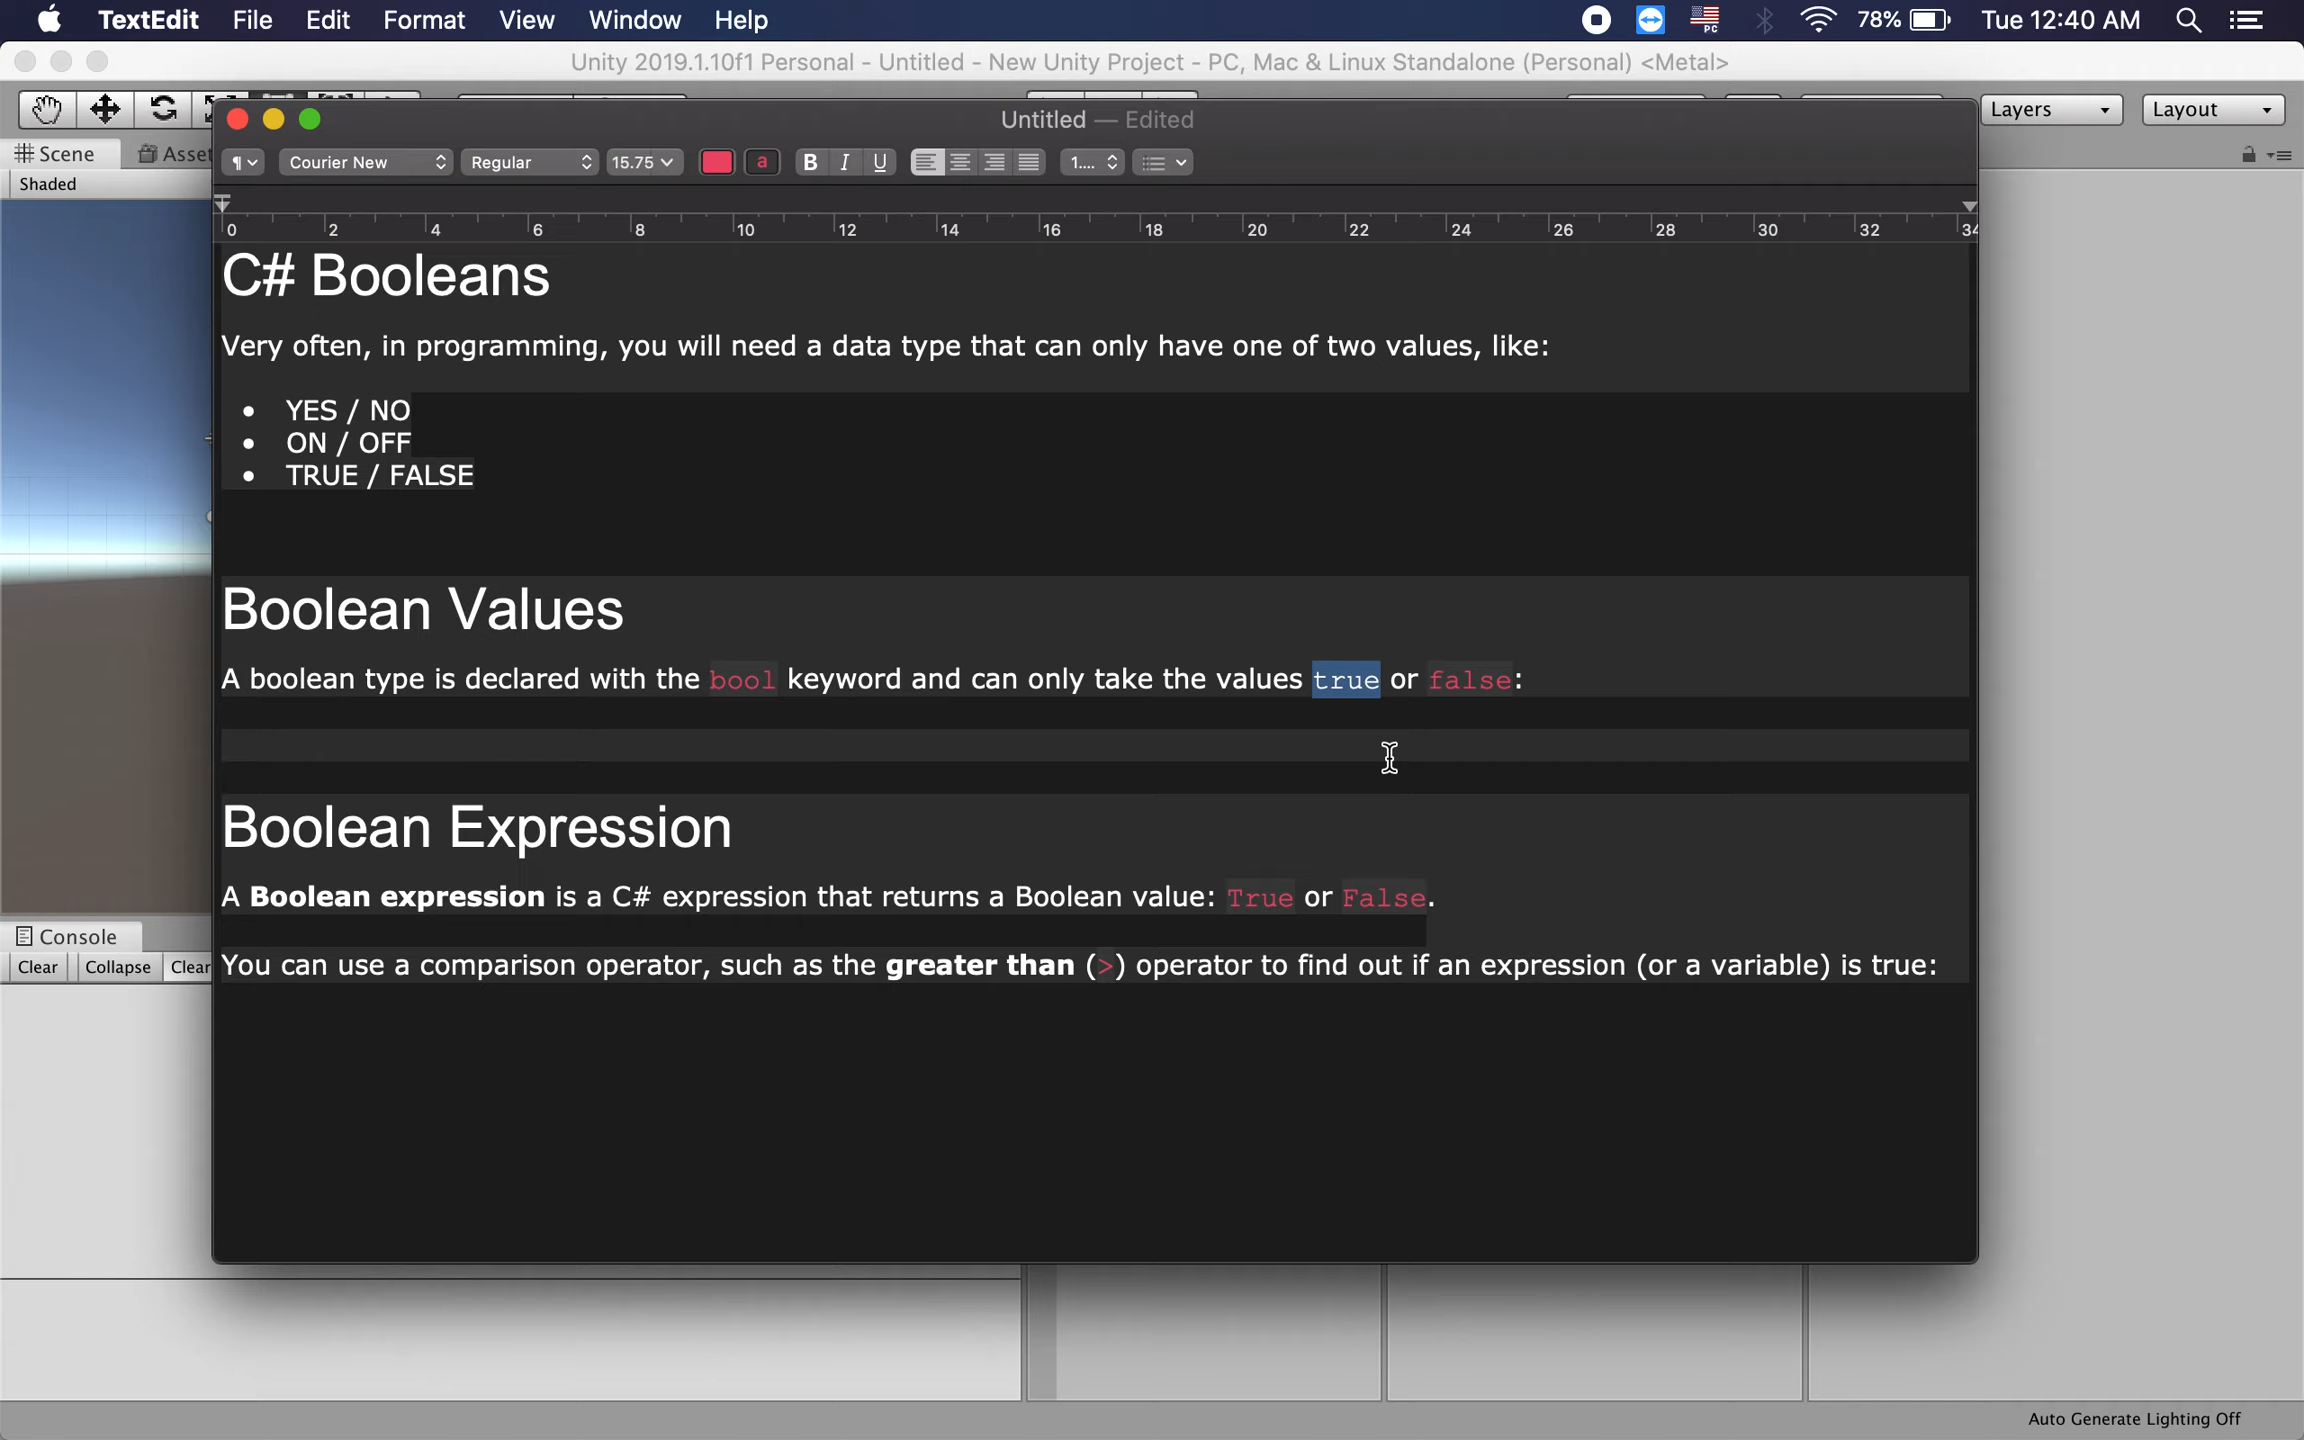 TextEdit File Edit Format View Window Help 78% Tue 12:40 AM
Unity 2019.1.10f1 Personal - Untitled - New Unity Project - PC, Mac & Linux Standalone (Personal) <Metal>
Layers Layout
Untitled — Edited
Scene Asset
Courier New Regular 15.75 a B I U 1....
Shaded
0 2 4 6 8 10 12 14 16 18 20 22 24 26 28 30 32 34
C# Booleans
Very often, in programming, you will need a data type that can only have one of two values, like:
• YES / NO
• ON / OFF
• TRUE / FALSE
Boolean Values
A boolean type is declared with the bool keyword and can only take the values true or false:
Boolean Expression
A Boolean expression is a C# expression that returns a Boolean value: True or False.
Console
Clear Collapse Clear
You can use a comparison operator, such as the greater than (>) operator to find out if an expression (or a variable) is true:
Auto Generate Lighting Off